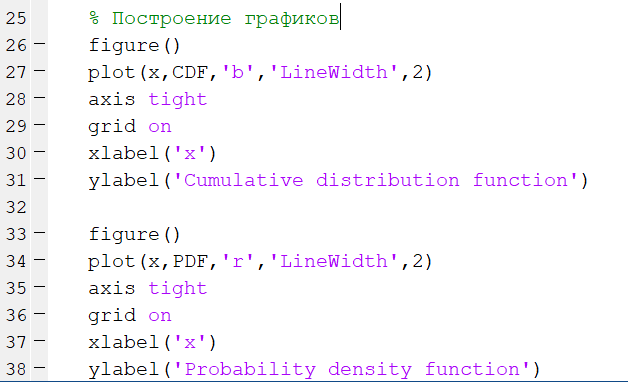 25 % Построение графиков
26 – figure()
27 – plot(x,CDF,'b','LineWidth',2)
28 – axis tight
29 – grid on
30 – xlabel('x')
31 – ylabel('Cumulative distribution function')
32
33 – figure()
34 – plot(x,PDF,'r','LineWidth',2)
35 – axis tight
36 – grid on
37 – xlabel('x')
38 – ylabel('Probability density function')